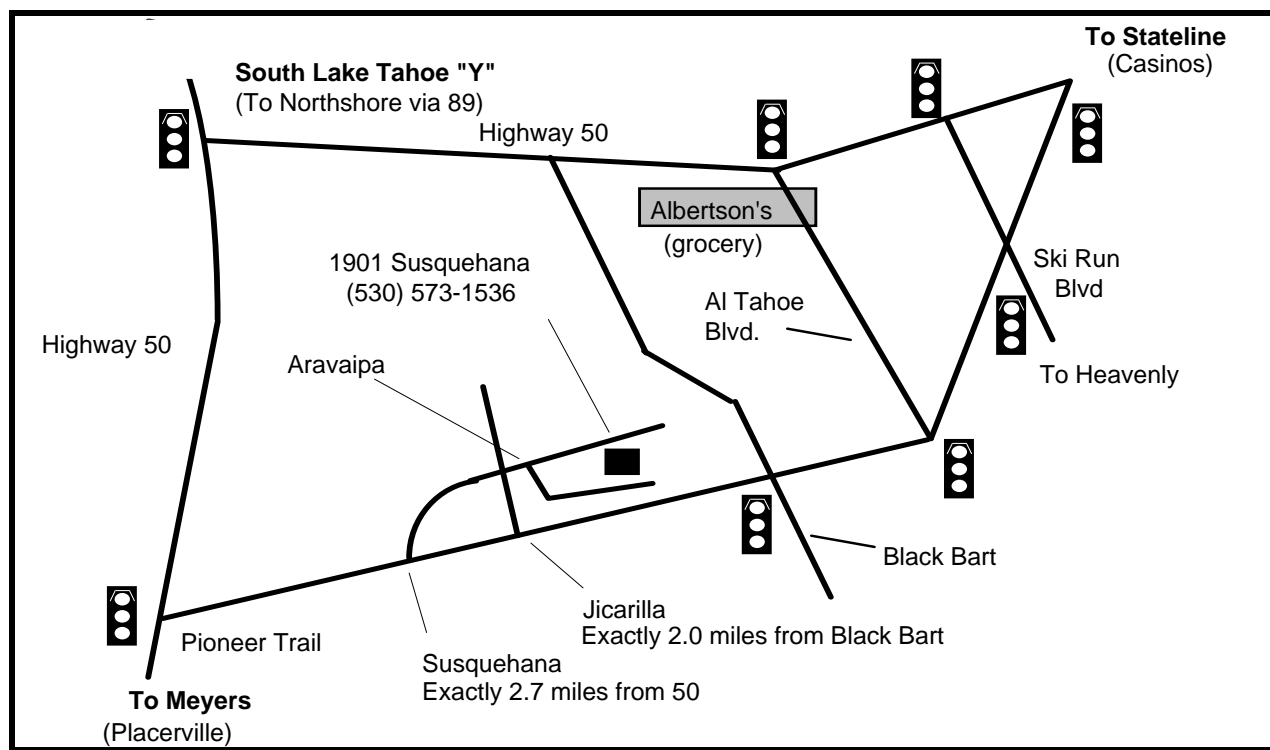 To Stateline
(Casinos)
South Lake Tahoe "Y"
(To Northshore via 89)
Highway 50
Albertson's
(grocery)
1901 Susquehana
(530) 573-1536
Ski Run
Blvd
Al Tahoe
Blvd.
Highway 50
Aravaipa
To Heavenly
Black Bart
Jicarilla
Exactly 2.0 miles from Black Bart
Pioneer Trail
Susquehana
Exactly 2.7 miles from 50
To Meyers
(Placerville)